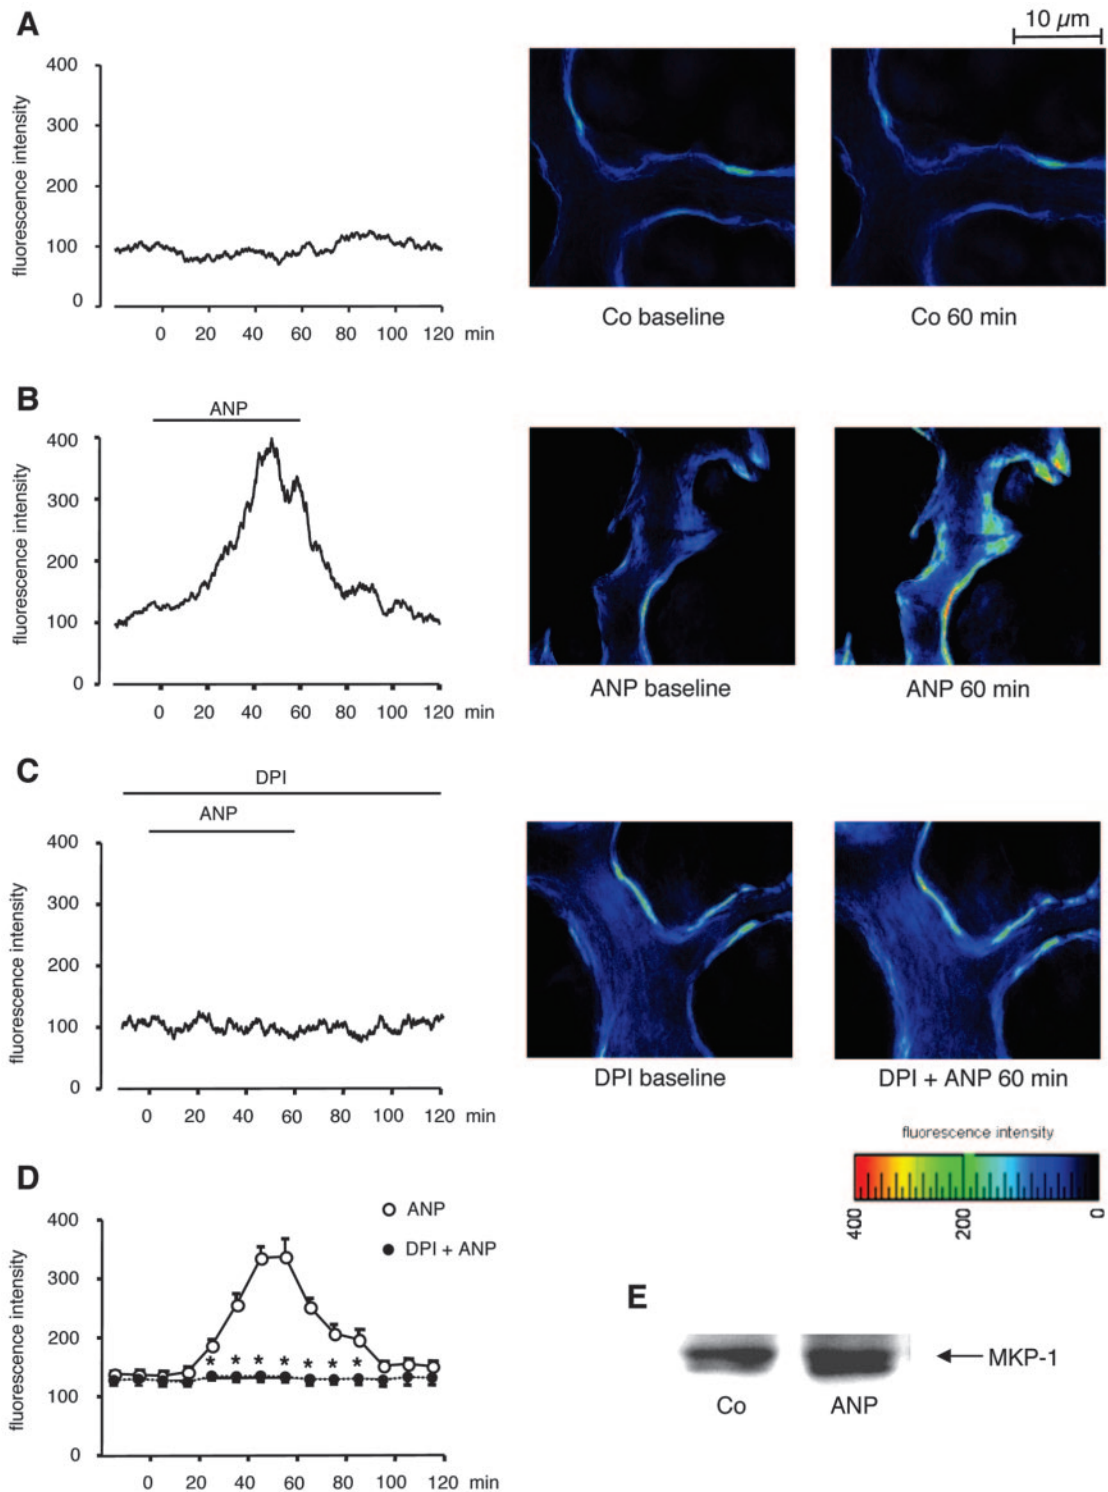 A
10 µm
fluorescence intensity
400
300
200
100
0
0 20 40 60 80 100 120 min
Co baseline
Co 60 min
B
ANP
fluorescence intensity
400
300
200
100
0
0 20 40 60 80 100 120 min
ANP baseline
ANP 60 min
C
DPI
ANP
fluorescence intensity
400
300
200
100
0
0 20 40 60 80 100 120 min
DPI baseline
DPI + ANP 60 min
fluorescence intensity
400 200 0
D
ANP
DPI + ANP
fluorescence intensity
400
300
200
100
0
* * * * * * *
0 20 40 60 80 100 120 min
E
MKP-1
Co
ANP